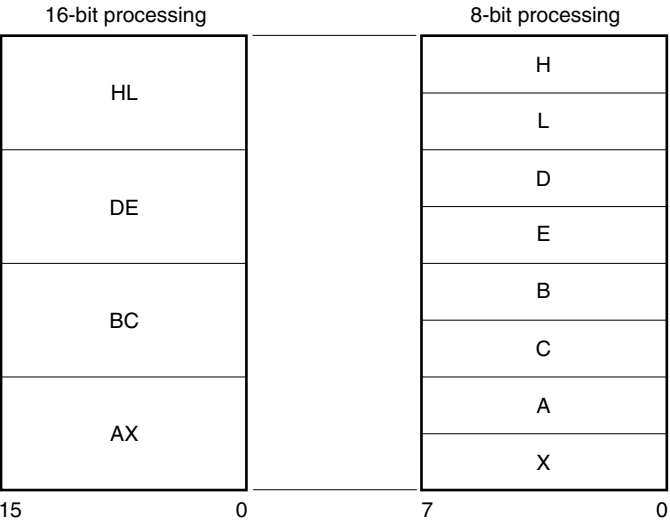 16-bit processing
8-bit processing
HL
DE
BC
AX
H
L
D
E
B
C
A
X
15 0
7 0